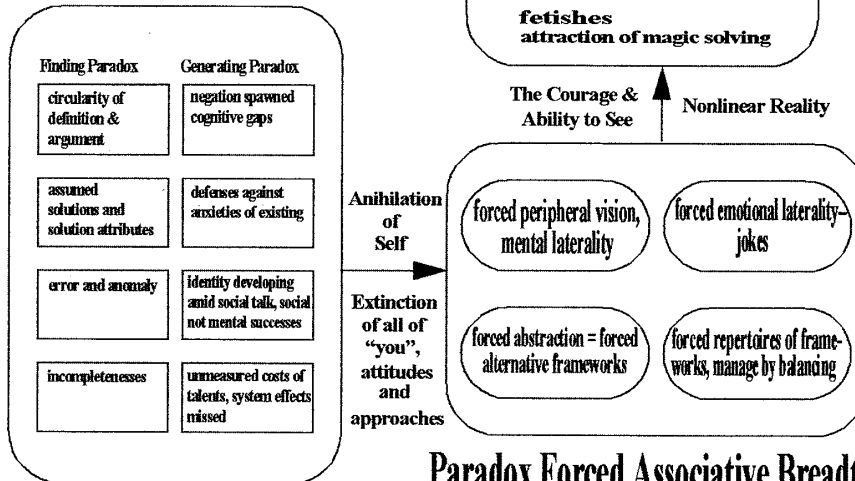 fetishes
attraction of magic solving
Finding Paradox
Generating Paradox
circularity of
definition &
argument
negation spawned
cognitive gaps
assumed
solutions and
solution attributes
defenses against
anxieties of existing
error and anomaly
identity developing
amid social talk, social
not mental successes
incompletenesses
unmeasured costs of
talents, system effects
missed
Anihilation
of
Self
Extinction
of all of
“you”,
attitudes
and
approaches
The Courage &
Ability to See
Nonlinear Reality
forced peripheral vision,
mental laterality
forced emotional laterality–
jokes
forced abstraction = forced
alternative frameworks
forced repertoires of frame-
works, manage by balancing
Paradox Forced Associative